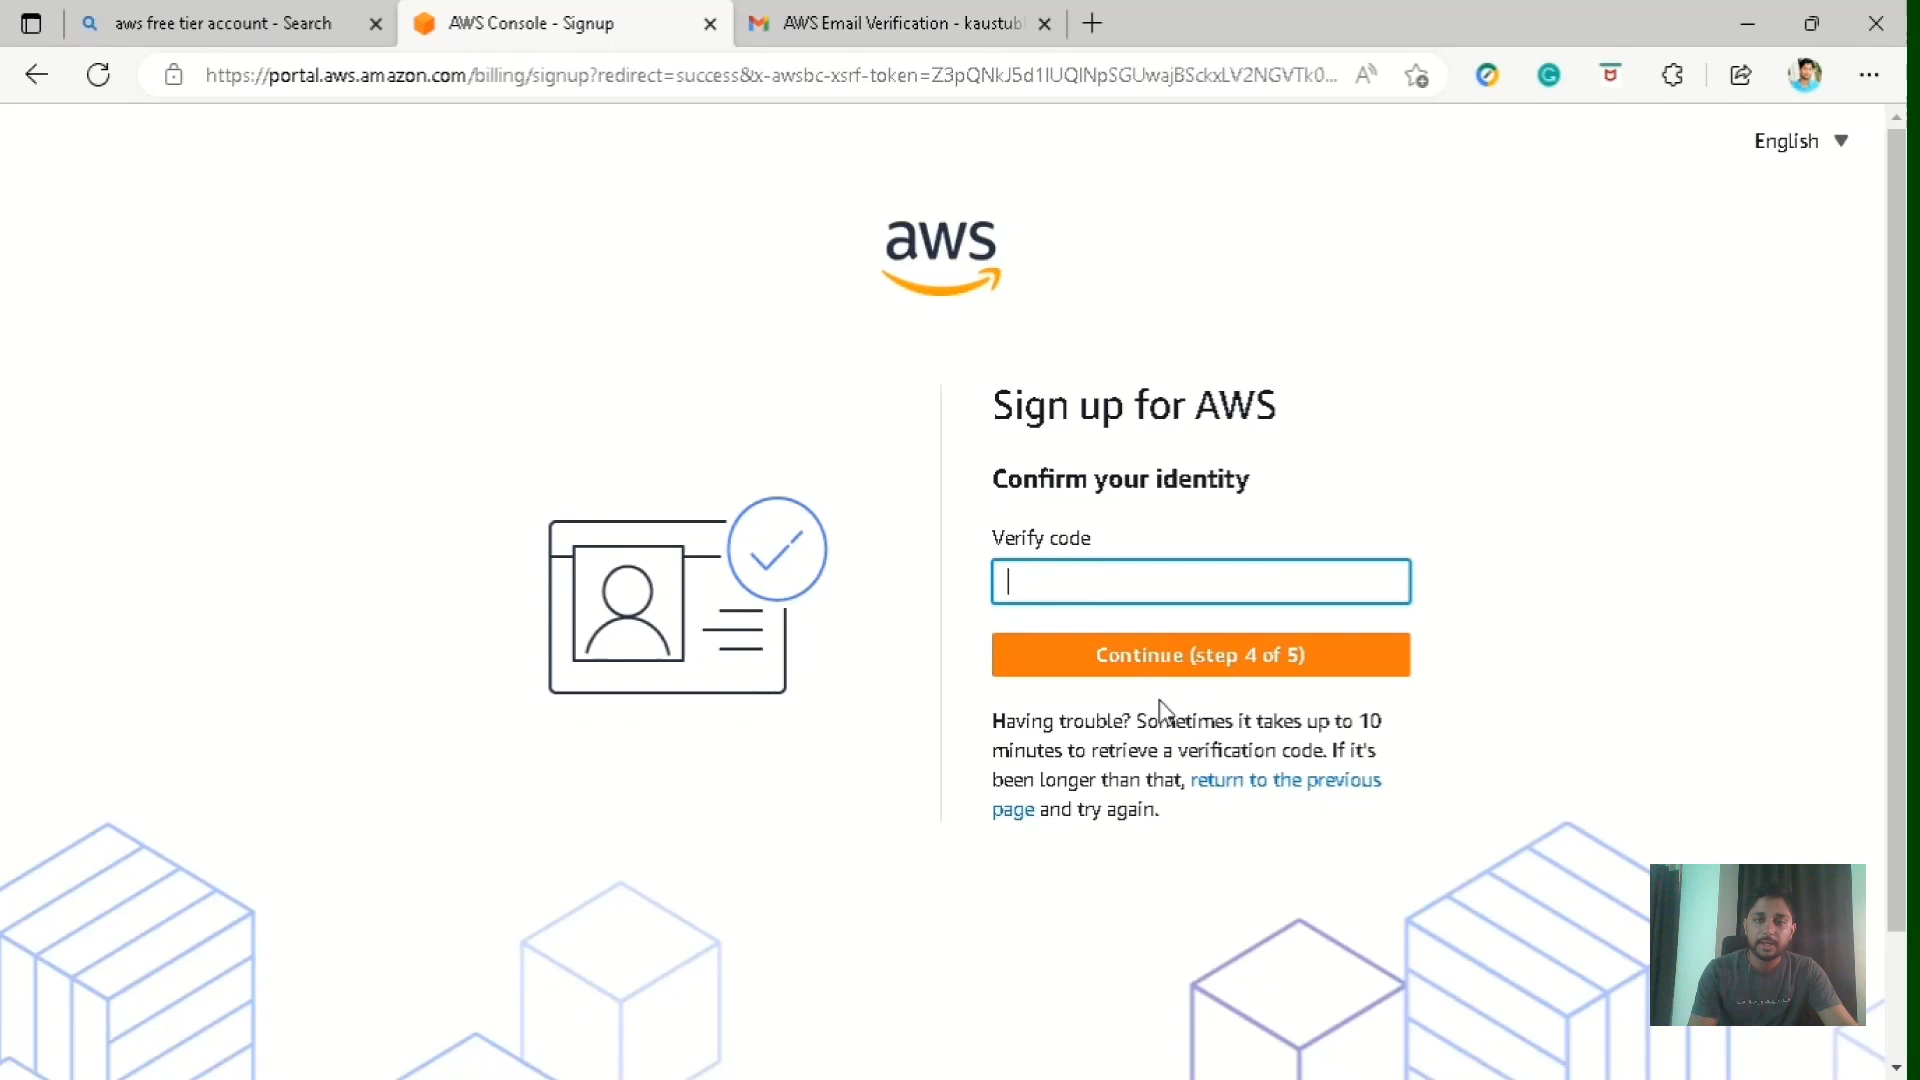 aws free tier account - Search
AWS Console - Signup
AWS Email Verification - kaustub
https://portal.aws.amazon.com/billing/signup?redirect=success&x-awsbc-xsrf-token=Z3pQNkJ5d1IUQlNpSGUwajBSckxLV2NGVTk0...
English
aws
Sign up for AWS
Confirm your identity
Verify code
Continue (step 4 of 5)
Having trouble? Sometimes it takes up to 10
minutes to retrieve a verification code. If it's
been longer than that, return to the previous
page and try again.